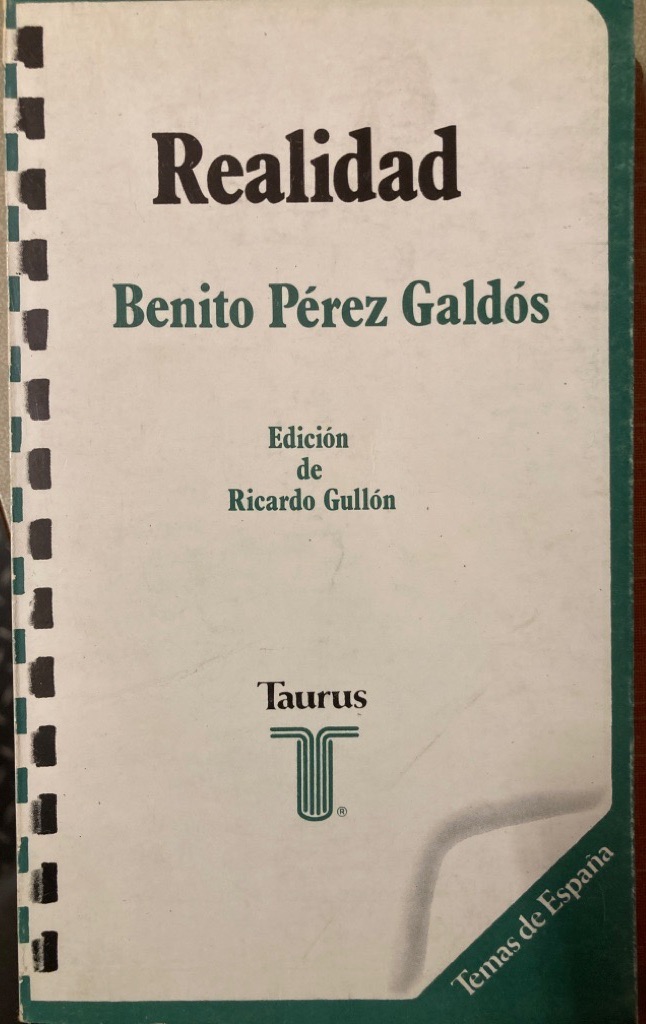 Realidad
Benito Pérez Galdós
Edición
de
Ricardo Gullón
Taurus
®
Temas de España